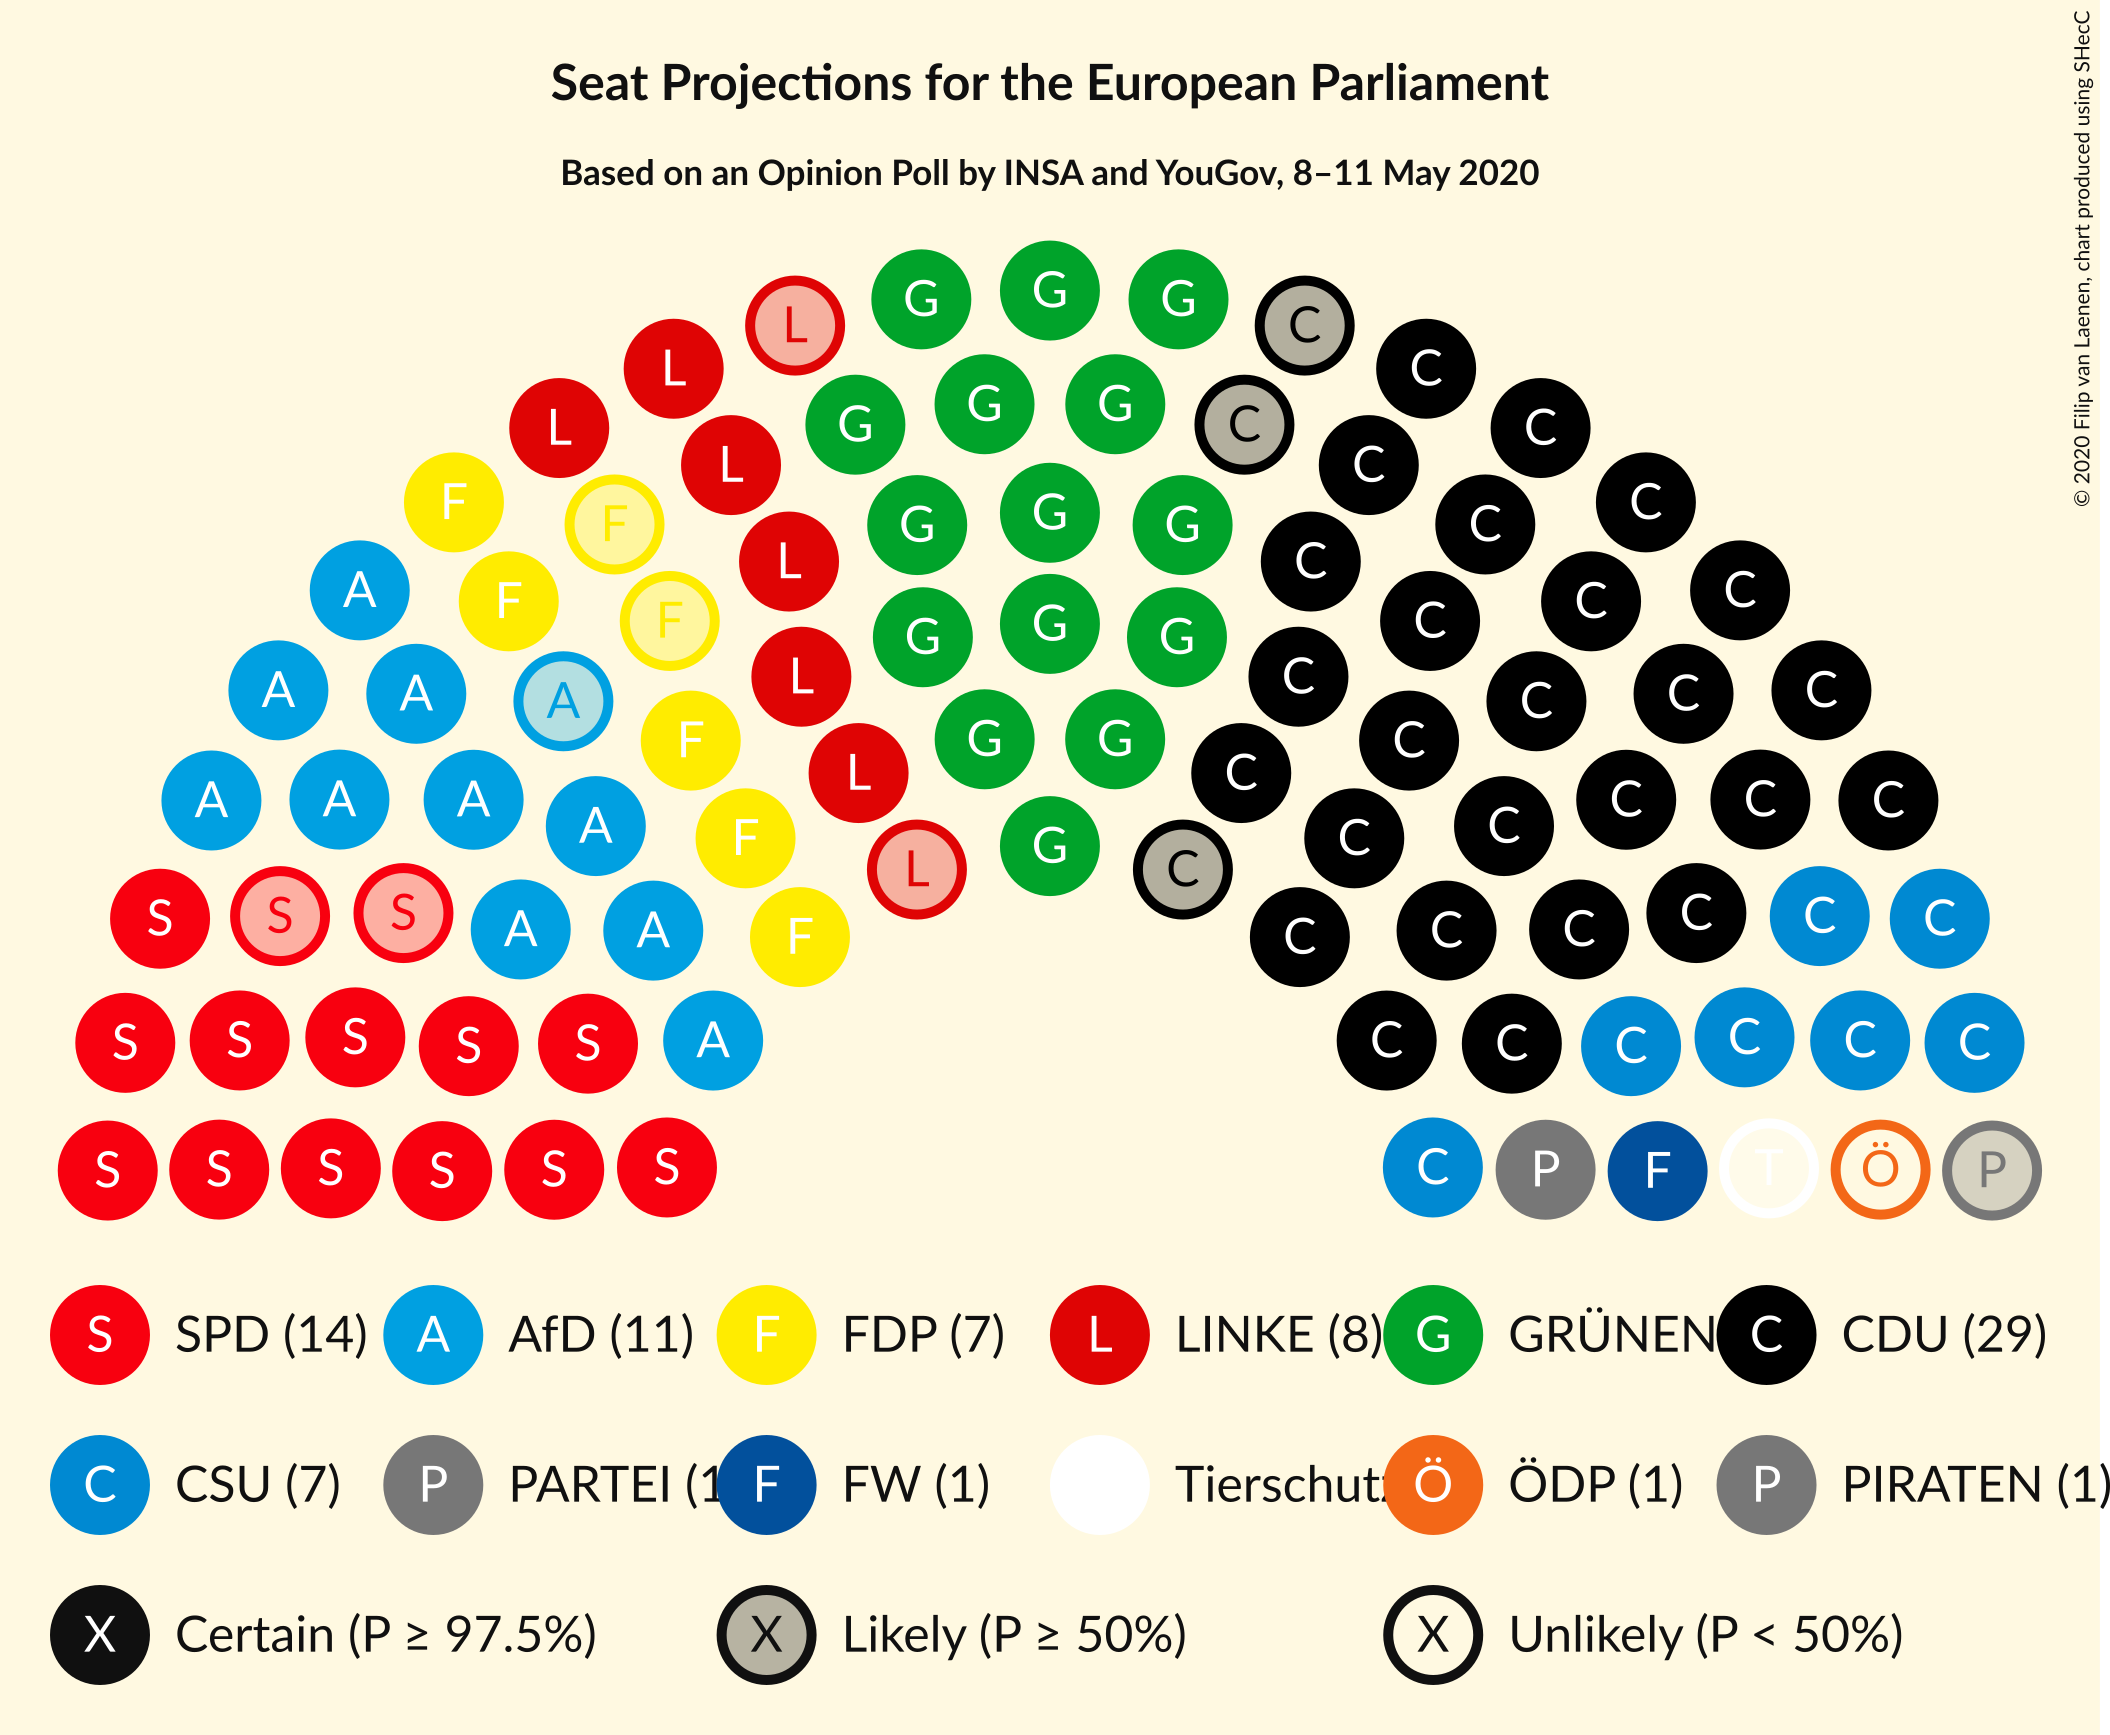 Seat Projections for the European Parliament
Based on an Opinion Poll by INSA and YouGov, 8–11 May 2020
© 2020 Filip van Laenen, chart produced using SHecC
G G G
L C
L C
G G
L G C C
L C
L C
F G C
F G G C
L C
A F G C C
F L G G G C C
A A A L C C C C
F G G C
A A A A F L C G C C C C C C
S S S A A F L G C C C C C C C
S S S S S A C C C C C C
S S S S S S C P F T Ö P
S SPD (14) A AfD (11) F FDP (7) L LINKE (8) G GRÜNEN C CDU (29)
C CSU (7) P PARTEI (1 F FW (1) Tierschutz Ö ÖDP (1) P PIRATEN (1)
X Certain (P ≥ 97.5%) X Likely (P ≥ 50%) X Unlikely (P < 50%)